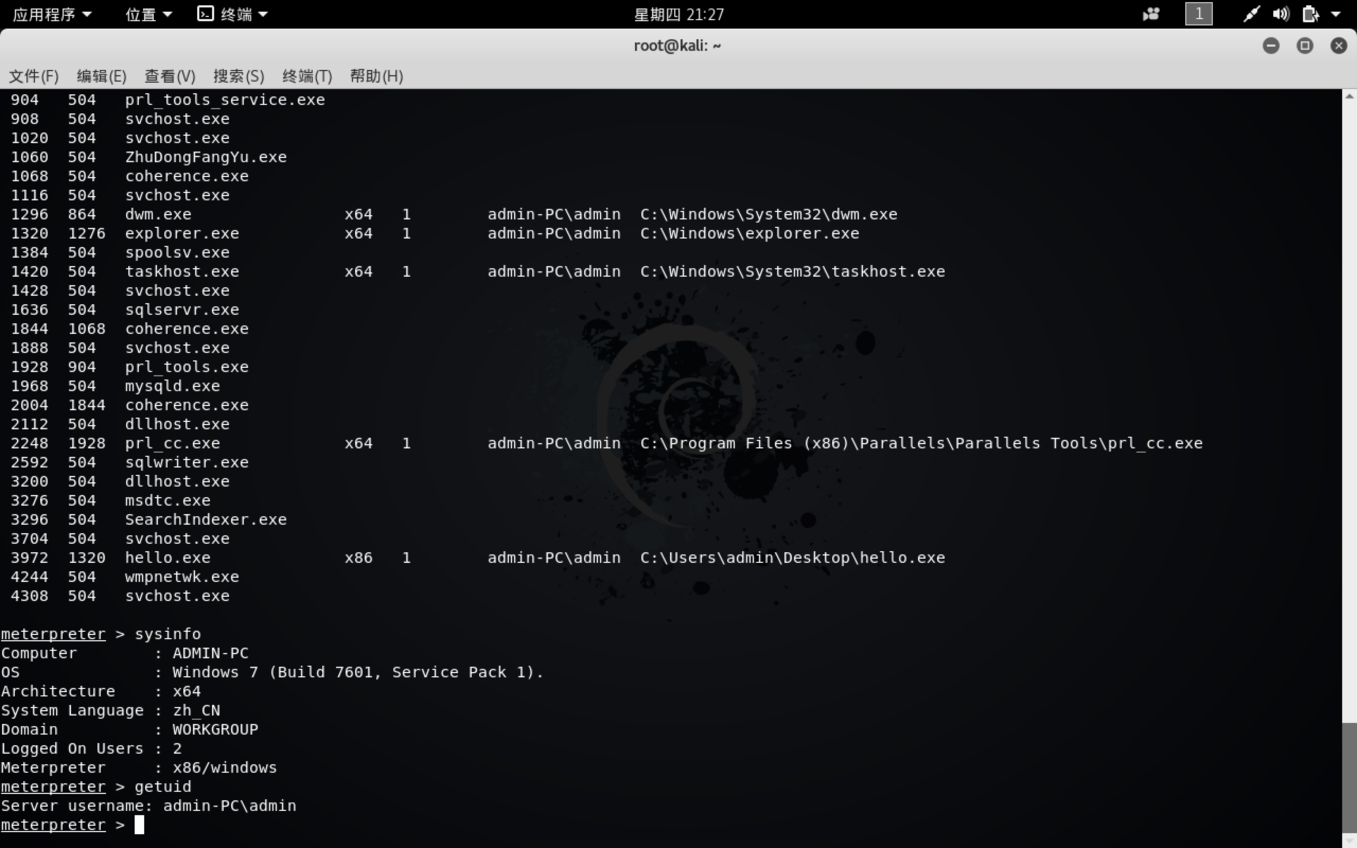 应用程序 位置 终端 星期四 21:27 1
root@kali: ~
文件(F) 编辑(E) 查看(V) 搜索(S) 终端(T) 帮助(H)
904 504 prl_tools_service.exe
908 504 svchost.exe
1020 504 svchost.exe
1060 504 ZhuDongFangYu.exe
1068 504 coherence.exe
1116 504 svchost.exe
1296 864 dwm.exe x64 1 admin-PC\admin C:\Windows\System32\dwm.exe
1320 1276 explorer.exe x64 1 admin-PC\admin C:\Windows\explorer.exe
1384 504 spoolsv.exe
1420 504 taskhost.exe x64 1 admin-PC\admin C:\Windows\System32\taskhost.exe
1428 504 svchost.exe
1636 504 sqlservr.exe
1844 1068 coherence.exe
1888 504 svchost.exe
1928 904 prl_tools.exe
1968 504 mysqld.exe
2004 1844 coherence.exe
2112 504 dllhost.exe
2248 1928 prl_cc.exe x64 1 admin-PC\admin C:\Program Files (x86)\Parallels\Parallels Tools\prl_cc.exe
2592 504 sqlwriter.exe
3200 504 dllhost.exe
3276 504 msdtc.exe
3296 504 SearchIndexer.exe
3704 504 svchost.exe
3972 1320 hello.exe x86 1 admin-PC\admin C:\Users\admin\Desktop\hello.exe
4244 504 wmpnetwk.exe
4308 504 svchost.exe
meterpreter > sysinfo
Computer : ADMIN-PC
OS : Windows 7 (Build 7601, Service Pack 1).
Architecture : x64
System Language : zh_CN
Domain : WORKGROUP
Logged On Users : 2
Meterpreter : x86/windows
meterpreter > getuid
Server username: admin-PC\admin
meterpreter >